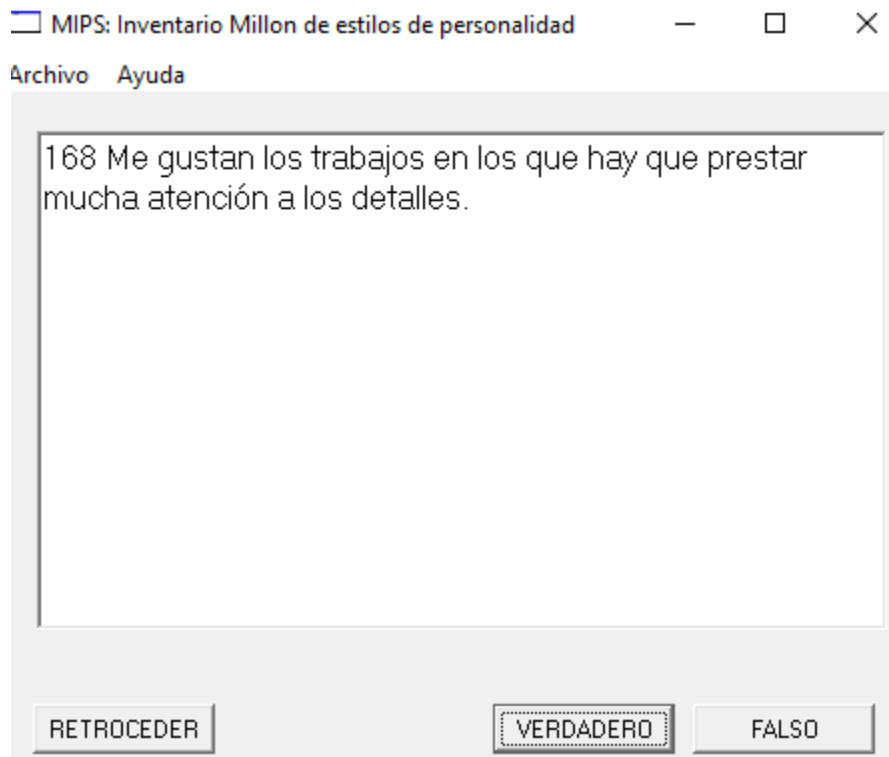 MIPS: Inventario Millon de estilos de personalidad
Archivo Ayuda
168 Me gustan los trabajos en los que hay que prestar
mucha atención a los detalles.
RETROCEDER VERDADERO FALSO